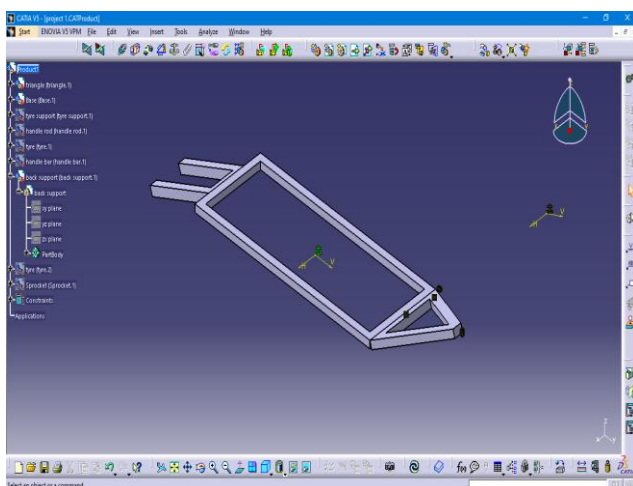 CATIA V5 - [project 1.CATProduct]
Start ENOVIA V5 VPM File Edit View Insert Tools Analyze Window Help
Product5
triangle (triangle.1)
Base (Base.1)
tyre support (tyre support.1)
handle rod (handle rod.1)
tyre (tyre.1)
handle bar (handle bar.1)
back support (back support.1)
back support
xy plane
yz plane
zx plane
PartBody
tyre (tyre.2)
Sprocket (Sprocket.1)
Constraints
Applications
Select an object or a command